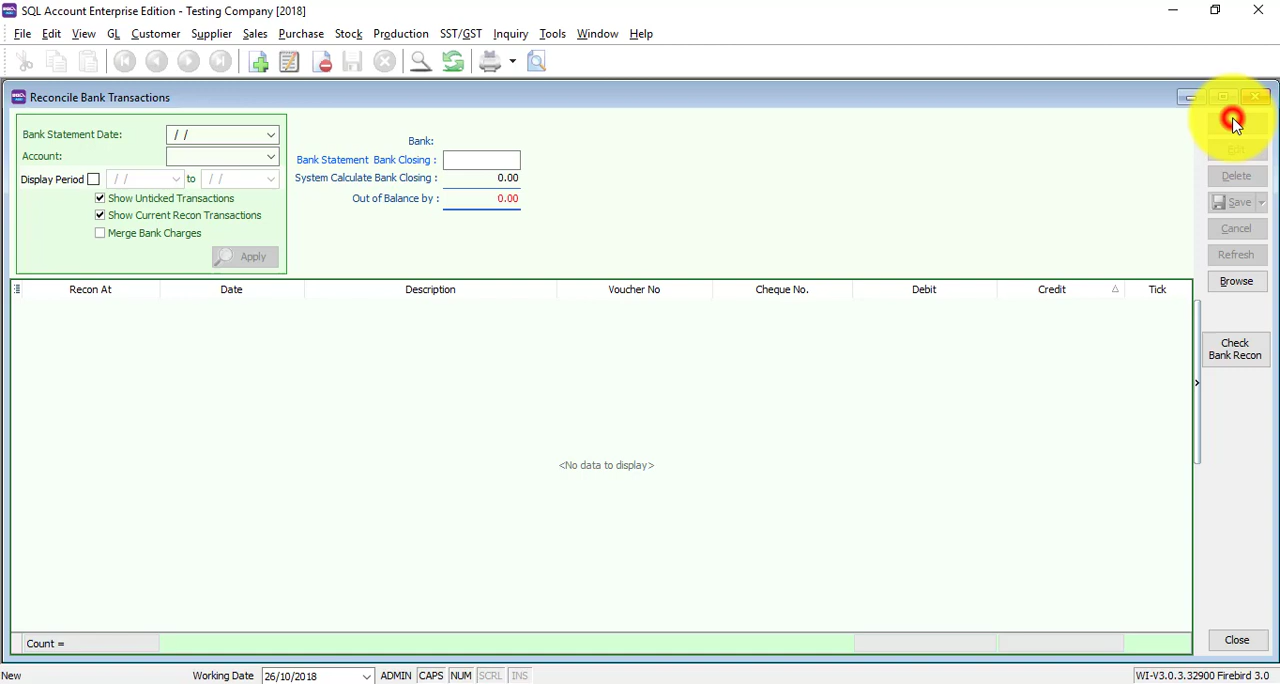 SQL Account Enterprise Edition - Testing Company [2018]
File Edit View GL Customer Supplier Sales Purchase Stock Production SST/GST Inquiry Tools Window Help
Reconcile Bank Transactions
Bank Statement Date: / /
Account:
Display Period / / to / /
Show Unticked Transactions
Show Current Recon Transactions
Merge Bank Charges
Apply
Bank:
Bank Statement Bank Closing :
System Calculate Bank Closing : 0.00
Out of Balance by : 0.00
Edit
Delete
Save
Cancel
Refresh
Browse
Check
Bank Recon
Recon At Date Description Voucher No Cheque No. Debit Credit Tick
<No data to display>
Count =
Close
New Working Date 26/10/2018 ADMIN CAPS NUM SCRL INS WI-V3.0.3.32900 Firebird 3.0